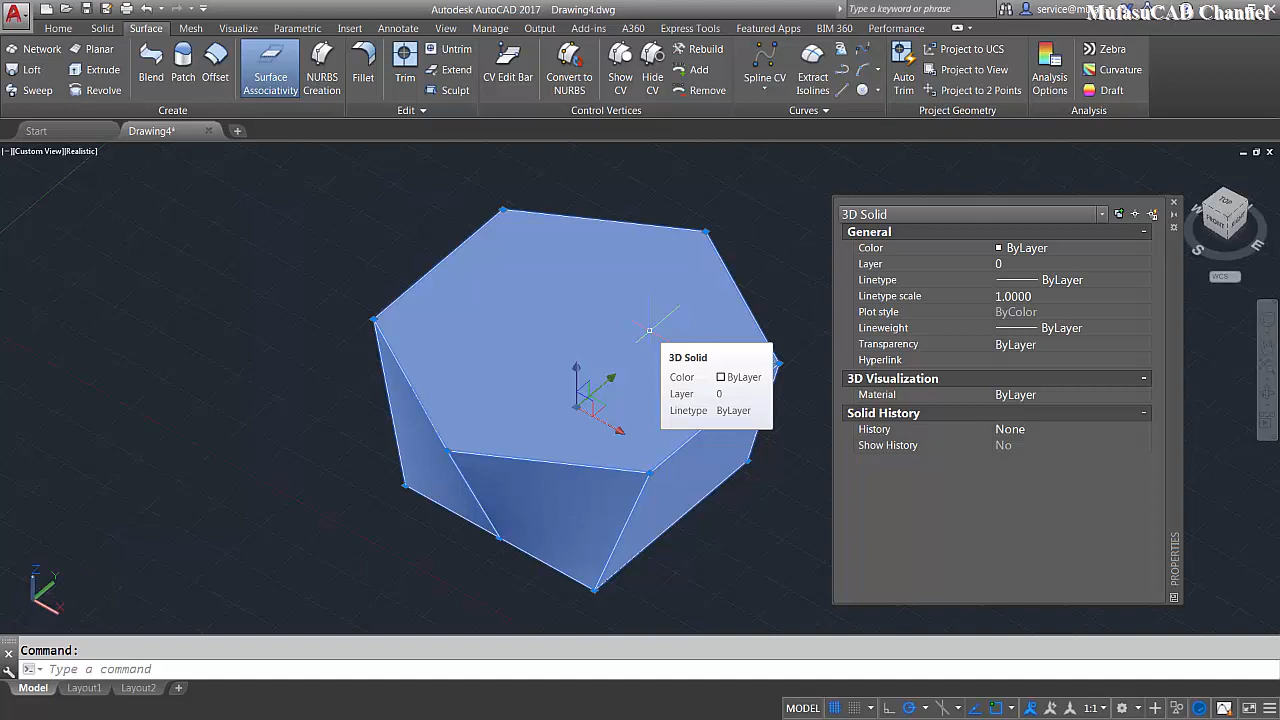 Autodesk AutoCAD 2017 Drawing4.dwg
Type a keyword or phrase
MufasuCAD Channel
Home Solid Surface Mesh Visualize Parametric Insert Annotate View Manage Output Add-ins A360 Express Tools Featured Apps BIM 360 Performance
Network Planar
Loft Extrude
Sweep Revolve
Blend Patch Offset
Surface Associativity
NURBS Creation
Fillet Trim
Untrim
Extend
Sculpt
CV Edit Bar
Convert to NURBS
Show CV
Hide CV
Rebuild
Add
Remove
Spline CV
Extract Isolines
Auto Trim
Project to UCS
Project to View
Project to 2 Points
Analysis Options
Zebra
Curvature
Draft
Create Edit Control Vertices Curves Project Geometry Analysis
Start Drawing4*
[−][Custom View][Realistic]
TOP
FRONT
W
S
E
WCS
3D Solid
General
Color ByLayer
Layer 0
Linetype ByLayer
Linetype scale 1.0000
Plot style ByColor
Lineweight ByLayer
Transparency ByLayer
Hyperlink
3D Visualization
Material ByLayer
Solid History
History None
Show History No
PROPERTIES
3D Solid
Color ByLayer
Layer 0
Linetype ByLayer
Z
Y
X
Command:
Type a command
Model Layout1 Layout2
MODEL 1:1